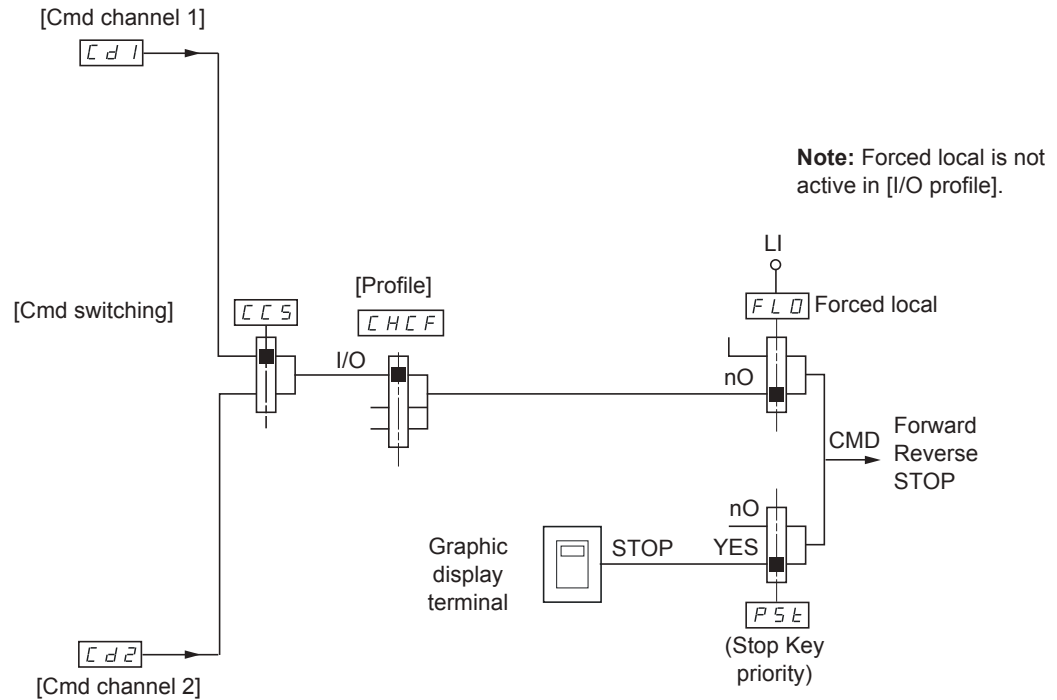 [Cmd channel 1]
Cd1
Note: Forced local is not
active in [I/O profile].
LI
[Profile]
[Cmd switching]
CCS
CHCF
FLO Forced local
I/O
nO
CMD
Forward
Reverse
STOP
nO
Graphic
display
terminal
STOP
YES
PSt
(Stop Key
priority)
Cd2
[Cmd channel 2]